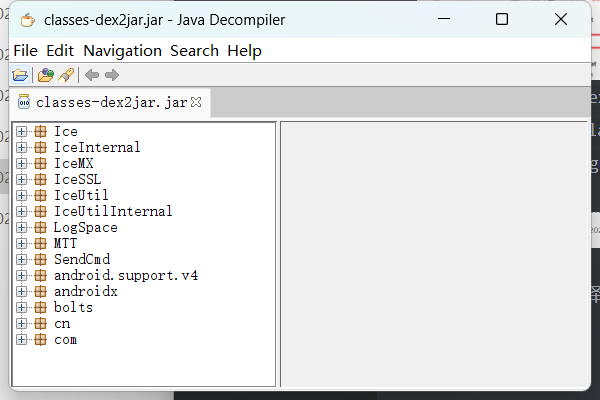 classes-dex2jar.jar - Java Decompiler
File Edit Navigation Search Help
classes-dex2jar.jar
Ice
IceInternal
IceMX
IceSSL
IceUtil
IceUtilInternal
LogSpace
MTT
SendCmd
android.support.v4
androidx
bolts
cn
com